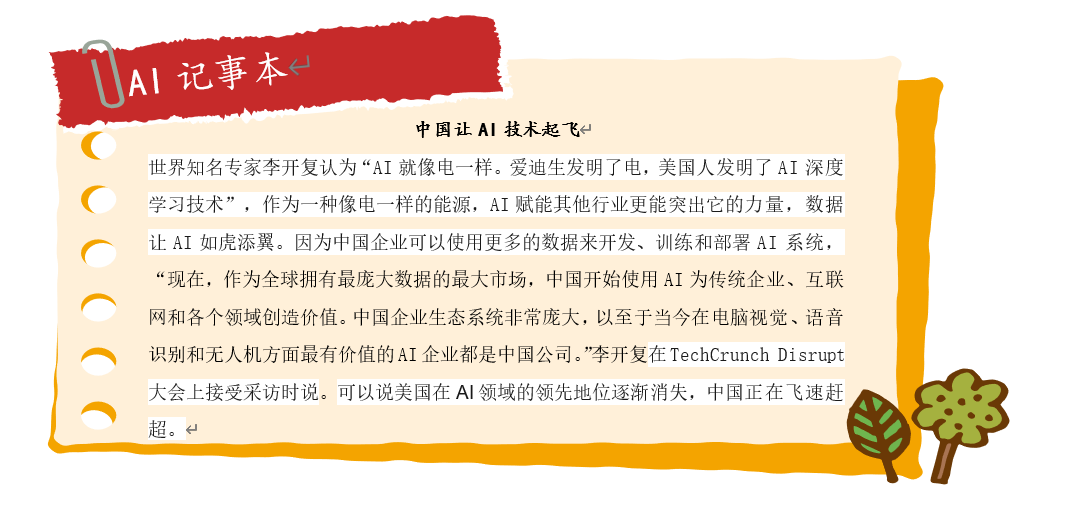 AI 记事本
中国让 AI 技术起飞
世界知名专家李开复认为“AI 就像电一样。爱迪生发明了电，美国人发明了 AI 深度
学习技术”，作为一种像电一样的能源，AI 赋能其他行业更能突出它的力量，数据
让 AI 如虎添翼。因为中国企业可以使用更多的数据来开发、训练和部署 AI 系统，
“现在，作为全球拥有最庞大数据的最大市场，中国开始使用 AI 为传统企业、互联
网和各个领域创造价值。中国企业生态系统非常庞大，以至于当今在电脑视觉、语音
识别和无人机方面最有价值的 AI 企业都是中国公司。”李开复在 TechCrunch Disrupt
大会上接受采访时说。可以说美国在 AI 领域的领先地位逐渐消失，中国正在飞速赶
超。